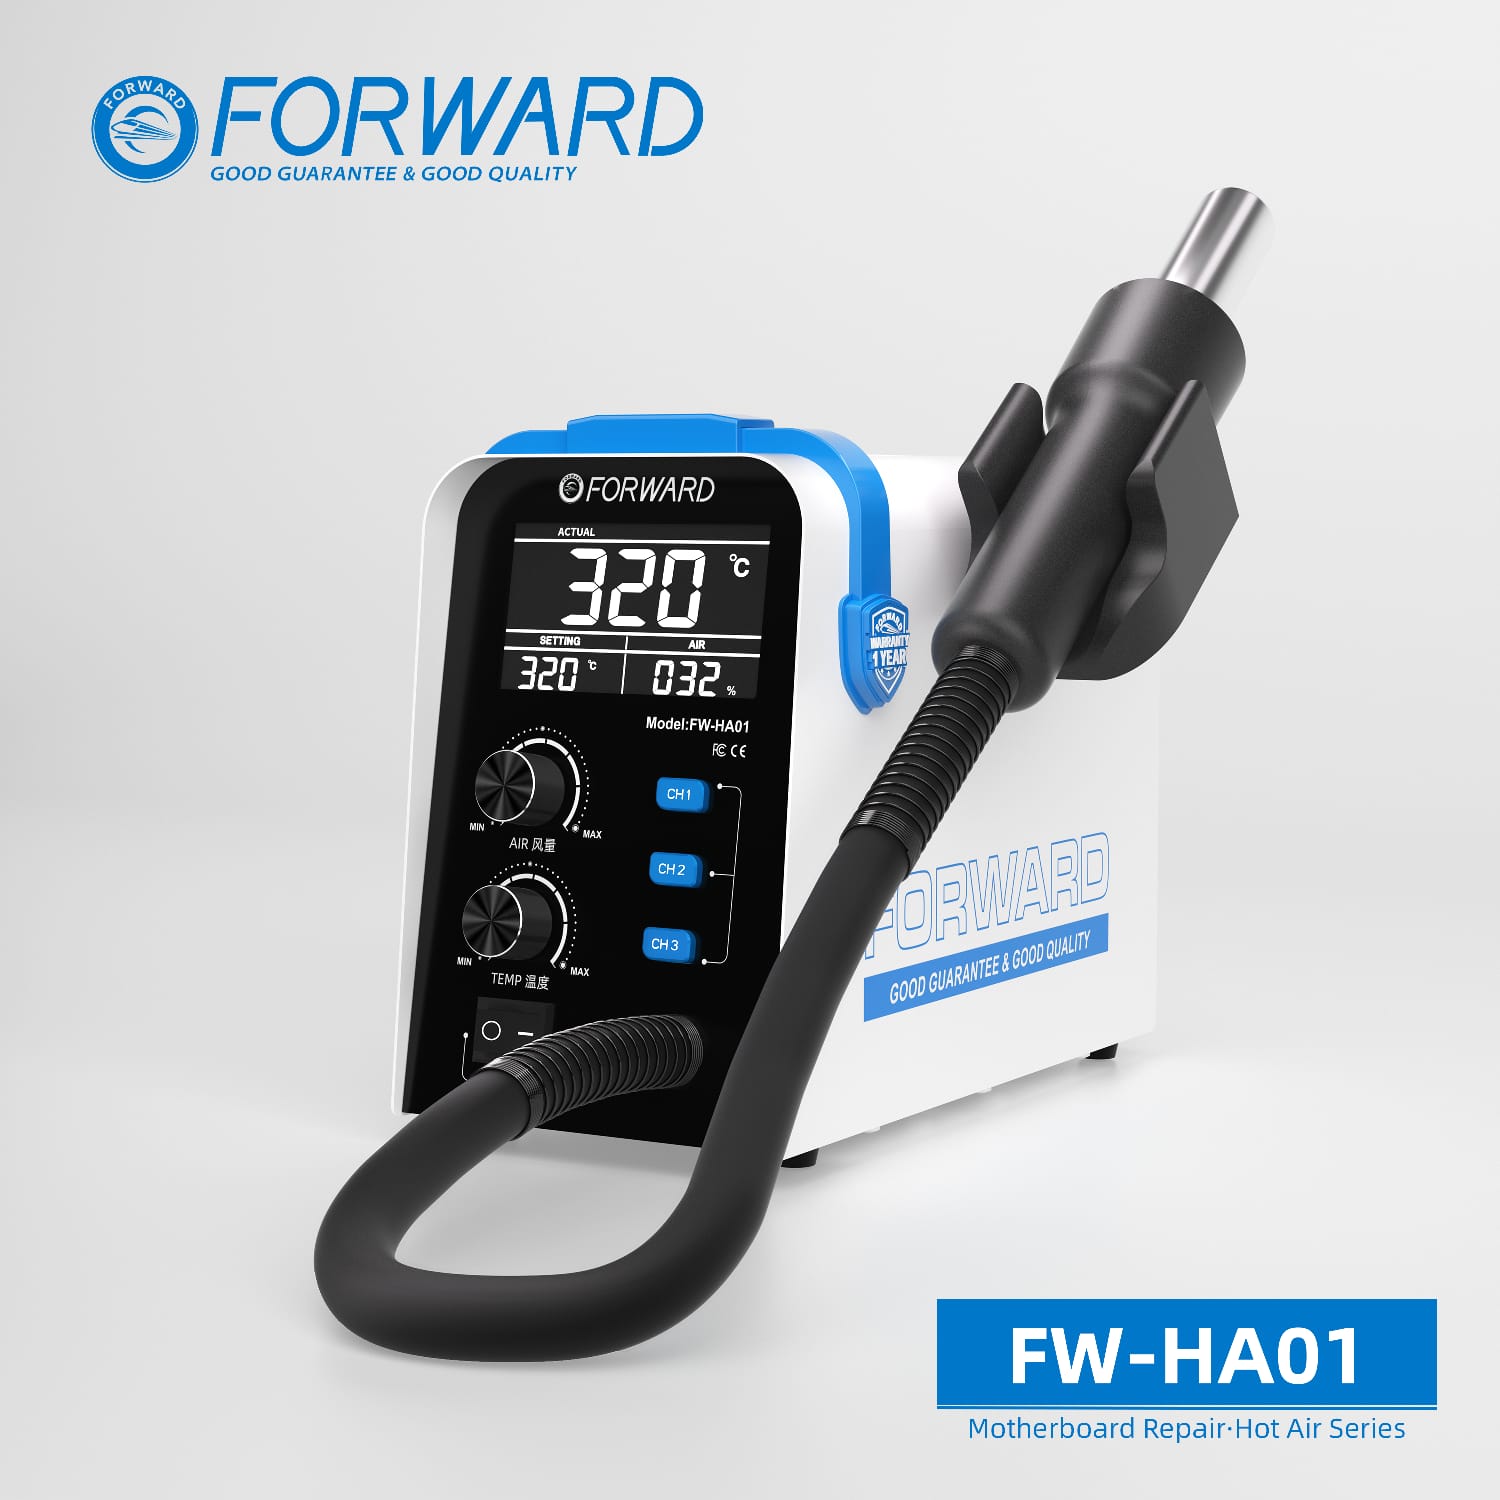 FORWARD
FORWARD
GOOD GUARANTEE & GOOD QUALITY
FORWARD
ACTUAL
320 °C
SETTING AIR
320 °C 032 %
Model:FW-HA01
FC CE
CH1
MIN MAX
AIR 风量
CH2
CH3
MIN MAX
TEMP 温度
FORWARD
WARRANTY
1 YEAR
FORWARD
GOOD GUARANTEE & GOOD QUALITY
FW-HA01
Motherboard Repair·Hot Air Series